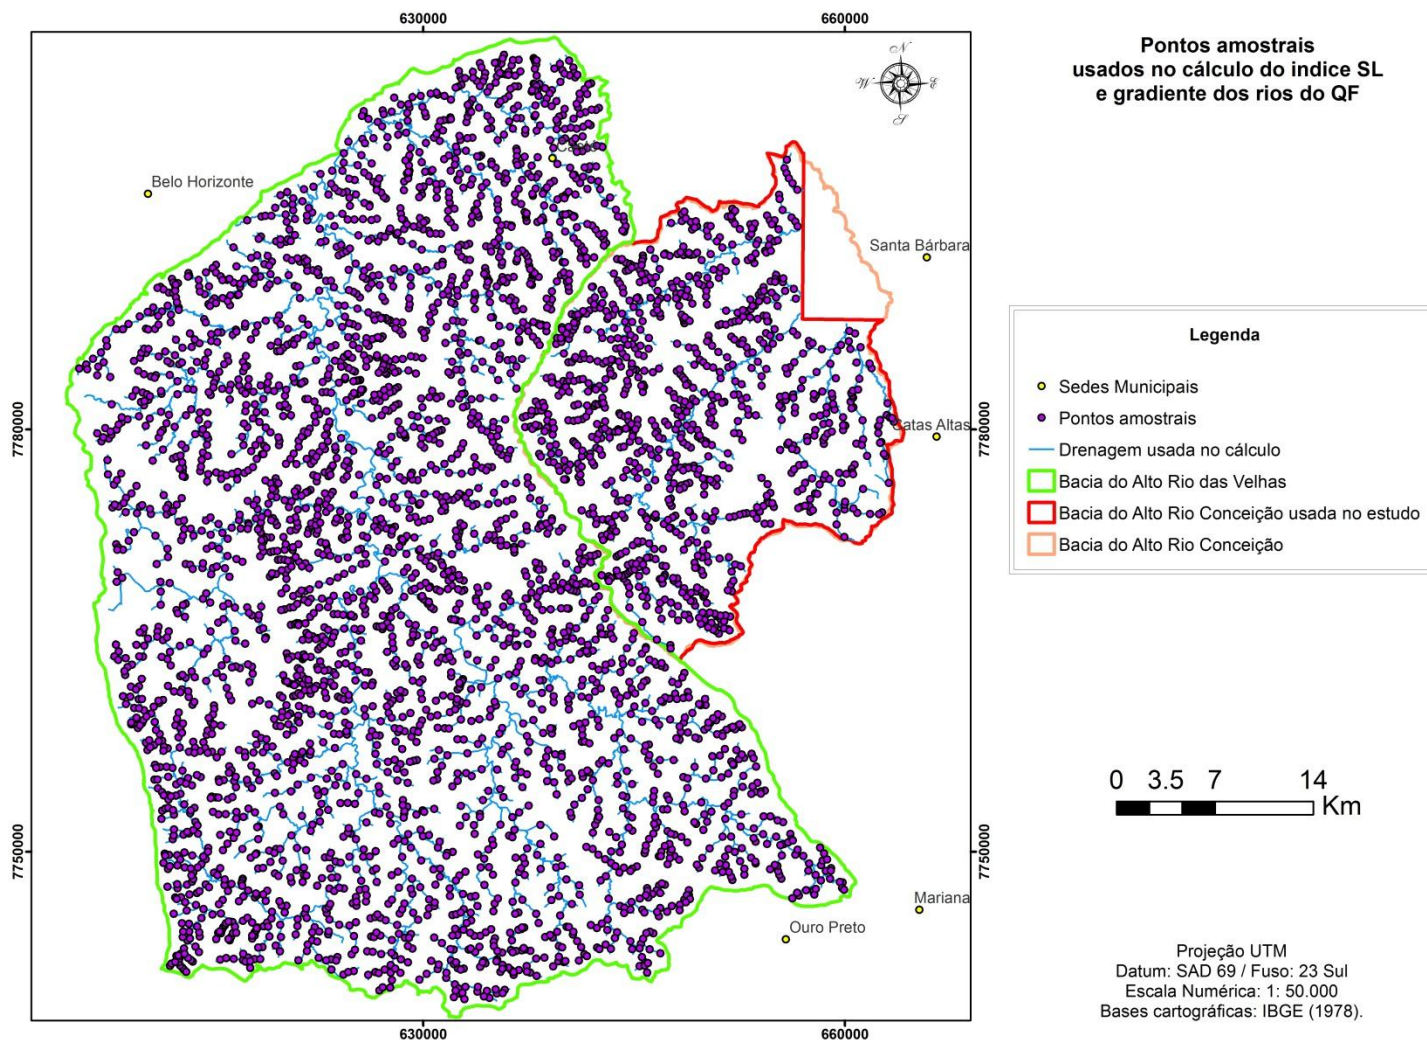 630000
660000
Pontos amostrais
usados no cálculo do indice SL
e gradiente dos rios do QF
N
W
E
S
Belo Horizonte
Santa Bárbara
Legenda
Sedes Municipais
Pontos amostrais
Drenagem usada no cálculo
Bacia do Alto Rio das Velhas
Bacia do Alto Rio Conceição usada no estudo
Bacia do Alto Rio Conceição
7780000
7780000
Catas Altas
0 3.5 7 14
Km
7750000
7750000
Mariana
Ouro Preto
Projeção UTM
Datum: SAD 69 / Fuso: 23 Sul
Escala Numérica: 1: 50.000
Bases cartográficas: IBGE (1978).
630000
660000